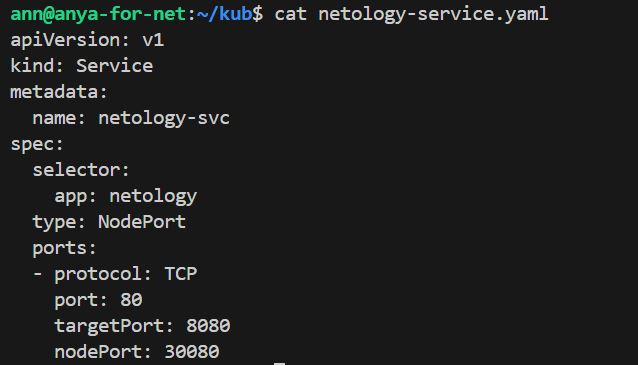 ann@anya-for-net:~/kub$ cat netology-service.yaml
apiVersion: v1
kind: Service
metadata:
  name: netology-svc
spec:
  selector:
    app: netology
  type: NodePort
  ports:
  - protocol: TCP
    port: 80
    targetPort: 8080
    nodePort: 30080